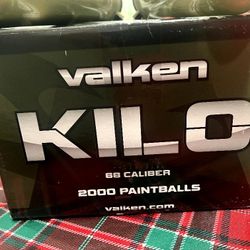 valken
KILO
68 CALIBER
2000 PAINTBALLS
valken.com